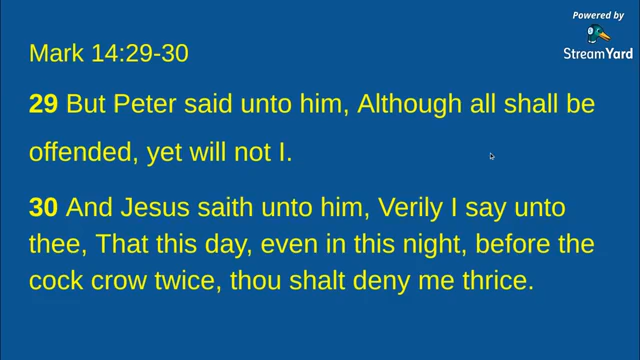 Powered by
StreamYard
Mark 14:29-30
29 But Peter said unto him, Although all shall be
offended, yet will not I.
30 And Jesus saith unto him, Verily I say unto
thee, That this day, even in this night, before the
cock crow twice, thou shalt deny me thrice.